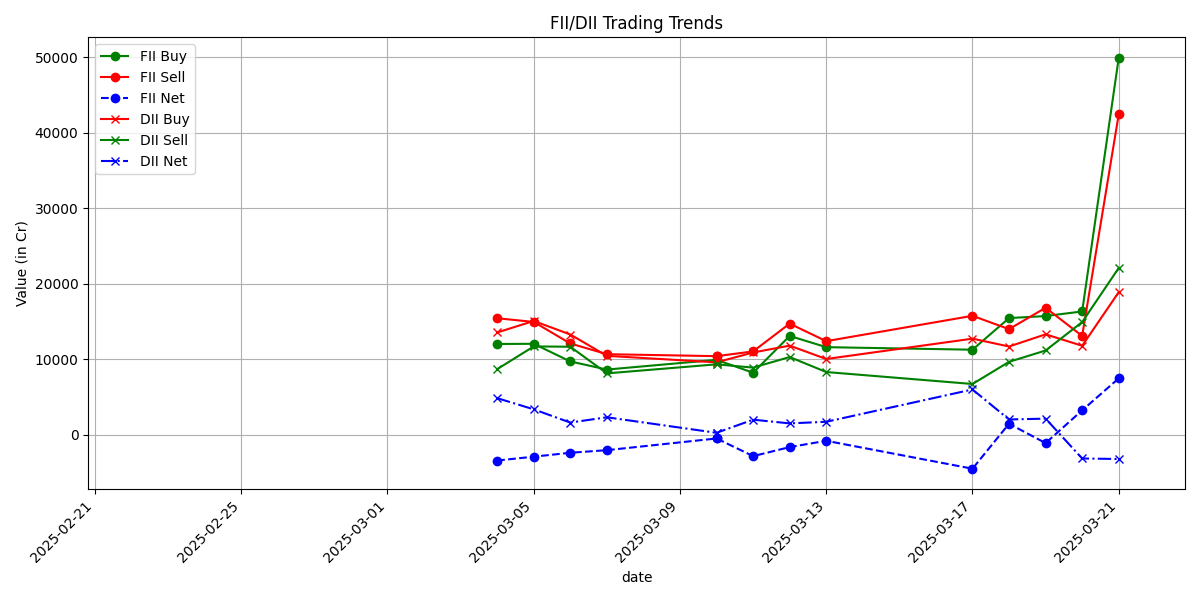 FII/DII Trading Trends
FII Buy
FII Sell
FII Net
DII Buy
DII Sell
DII Net
Value (in Cr)
50000
40000
30000
20000
10000
0
2025-02-21
2025-02-25
2025-03-01
2025-03-05
2025-03-09
2025-03-13
2025-03-17
2025-03-21
date